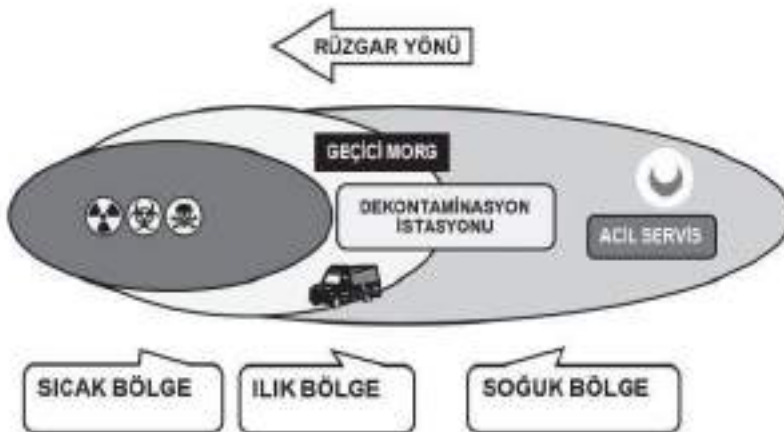 RÜZGAR YÖNÜ
GEÇİCİ MORG
DEKONTAMİNASYON
İSTASYONU
ACİL SERVİS
SICAK BÖLGE
ILIK BÖLGE
SOĞUK BÖLGE